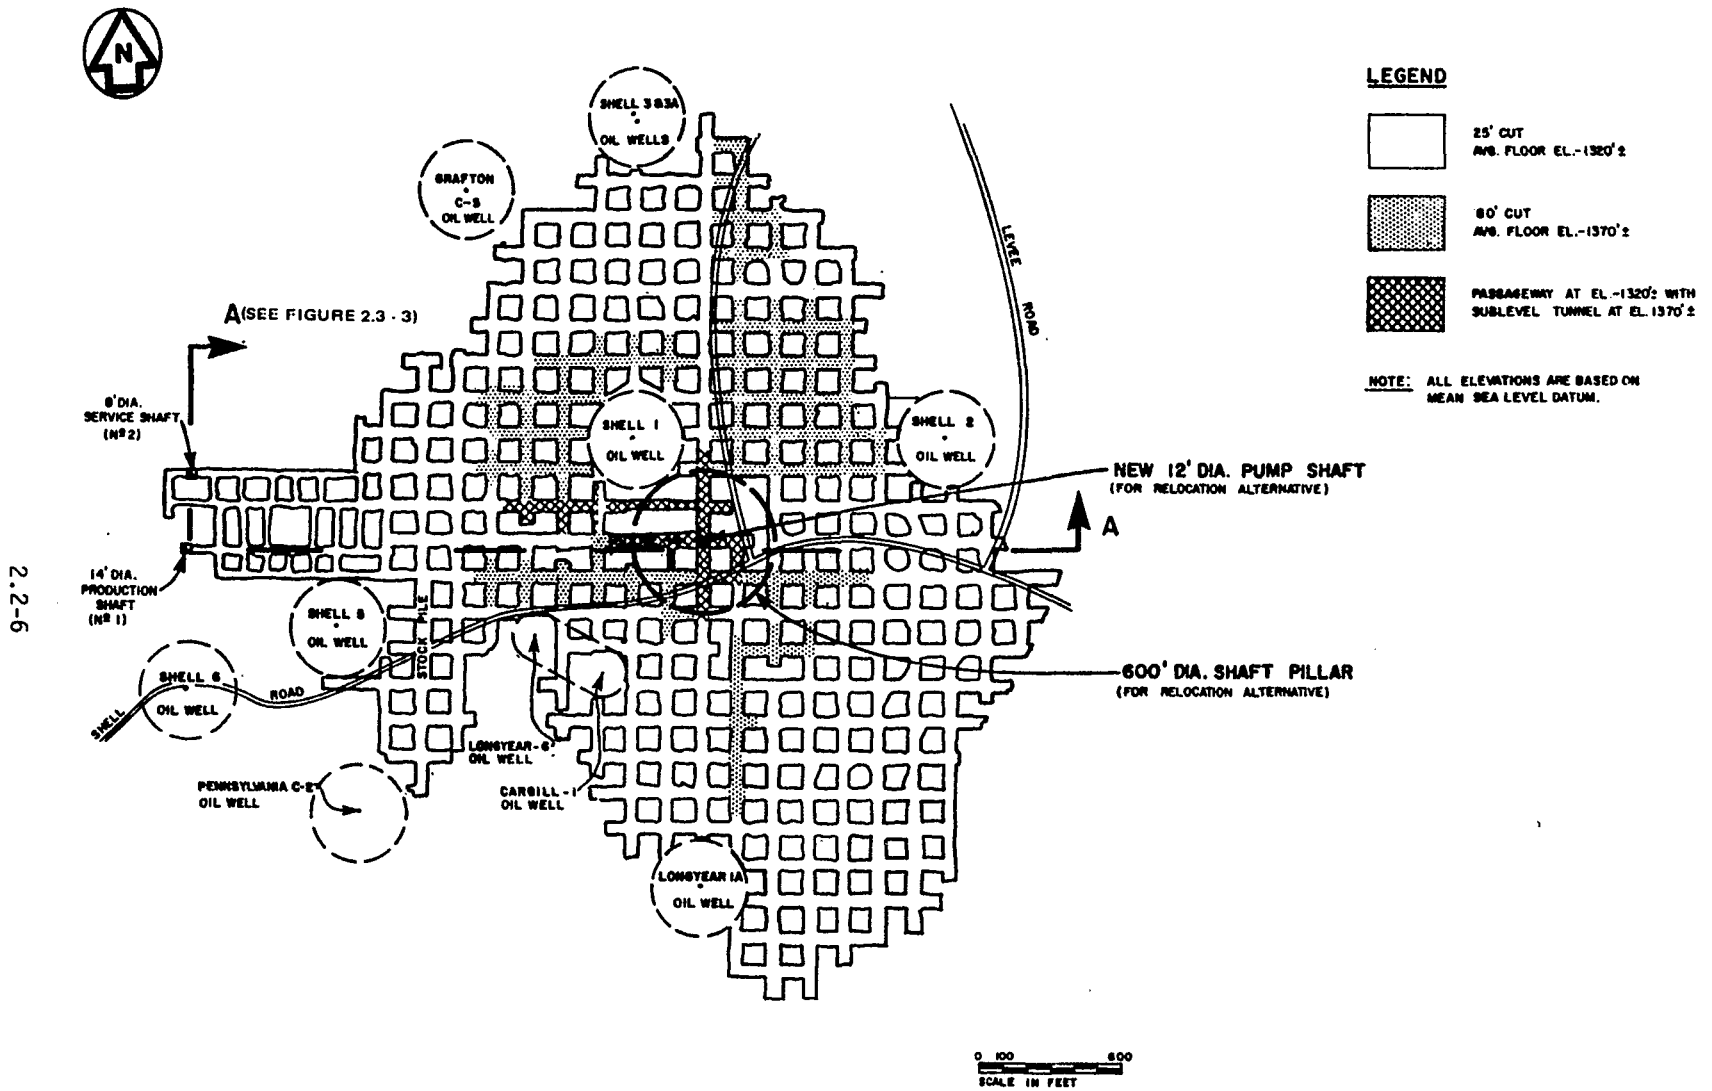 N
LEGEND
25' CUT
AVG. FLOOR EL.-1320'±
80' CUT
AVG. FLOOR EL.-1370'±
PASSAGEWAY AT EL.-1320'± WITH
SUBLEVEL TUNNEL AT EL. 1370'±
NOTE: ALL ELEVATIONS ARE BASED ON
MEAN SEA LEVEL DATUM.
SHELL 3 & 3A
OIL WELLS
GRAFTON
C-5
OIL WELL
LEVEE ROAD
A (SEE FIGURE 2.3-3)
8' DIA.
SERVICE SHAFT
(Nº 2)
SHELL 1
OIL WELL
SHELL 2
OIL WELL
NEW 12' DIA. PUMP SHAFT
(FOR RELOCATION ALTERNATIVE)
A
14' DIA.
PRODUCTION
SHAFT
(Nº 1)
SHELL 5
OIL WELL
STOCK PILE
SHELL 6
OIL WELL
SHELL ROAD
600' DIA. SHAFT PILLAR
(FOR RELOCATION ALTERNATIVE)
LONGYEAR-6
OIL WELL
PENNSYLVANIA C-2
OIL WELL
CARGILL-1
OIL WELL
LONGYEAR 1A
OIL WELL
2.2-6
0 100 600
SCALE IN FEET